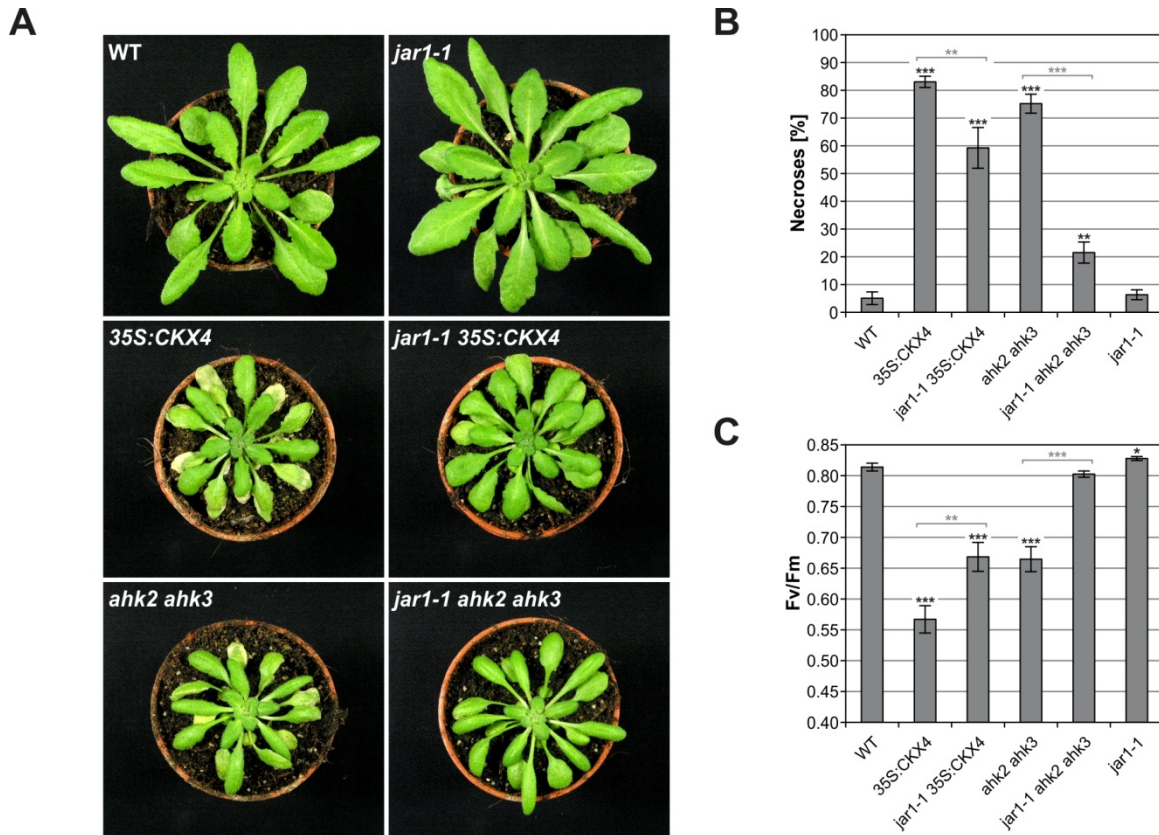 A
WT
jar1-1
35S:CKX4
jar1-1 35S:CKX4
ahk2 ahk3
jar1-1 ahk2 ahk3
B
Necroses [%]
100
90
80
70
60
50
40
30
20
10
0
**
***
***
***
***
**
WT
35S:CKX4
jar1-1 35S:CKX4
ahk2 ahk3
jar1-1 ahk2 ahk3
jar1-1
C
Fv/Fm
0.85
0.80
0.75
0.70
0.65
0.60
0.55
0.50
0.45
0.40
***
*
**
***
***
***
WT
35S:CKX4
jar1-1 35S:CKX4
ahk2 ahk3
jar1-1 ahk2 ahk3
jar1-1